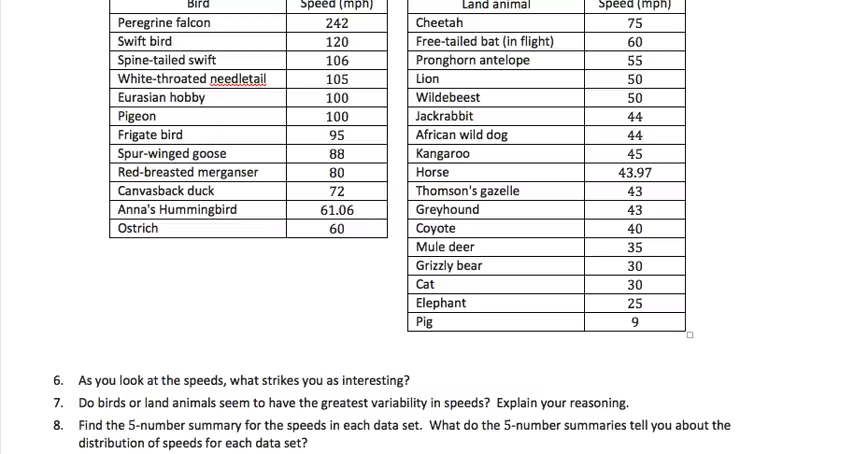 Bird Speed (mph) Land animal Speed (mph)
Peregrine falcon 242 Cheetah 75
Swift bird 120 Free-tailed bat (in flight) 60
Spine-tailed swift 106 Pronghorn antelope 55
White-throated needletail 105 Lion 50
Eurasian hobby 100 Wildebeest 50
Pigeon 100 Jackrabbit 44
Frigate bird 95 African wild dog 44
Spur-winged goose 88 Kangaroo 45
Red-breasted merganser 80 Horse 43.97
Canvasback duck 72 Thomson's gazelle 43
Anna's Hummingbird 61.06 Greyhound 43
Ostrich 60 Coyote 40
Mule deer 35
Grizzly bear 30
Cat 30
Elephant 25
Pig 9
6. As you look at the speeds, what strikes you as interesting?
7. Do birds or land animals seem to have the greatest variability in speeds? Explain your reasoning.
8. Find the 5-number summary for the speeds in each data set. What do the 5-number summaries tell you about the
distribution of speeds for each data set?